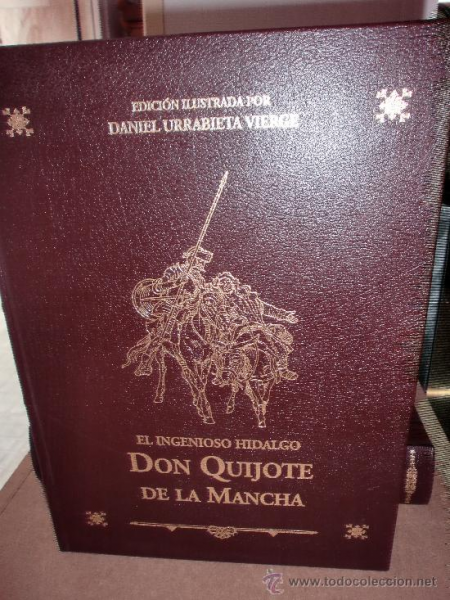 EDICIÓN ILUSTRADA POR
DANIEL URRABIETA VIERGE
EL INGENIOSO HIDALGO
DON QUIJOTE
DE LA MANCHA
© www.todocoleccion.net